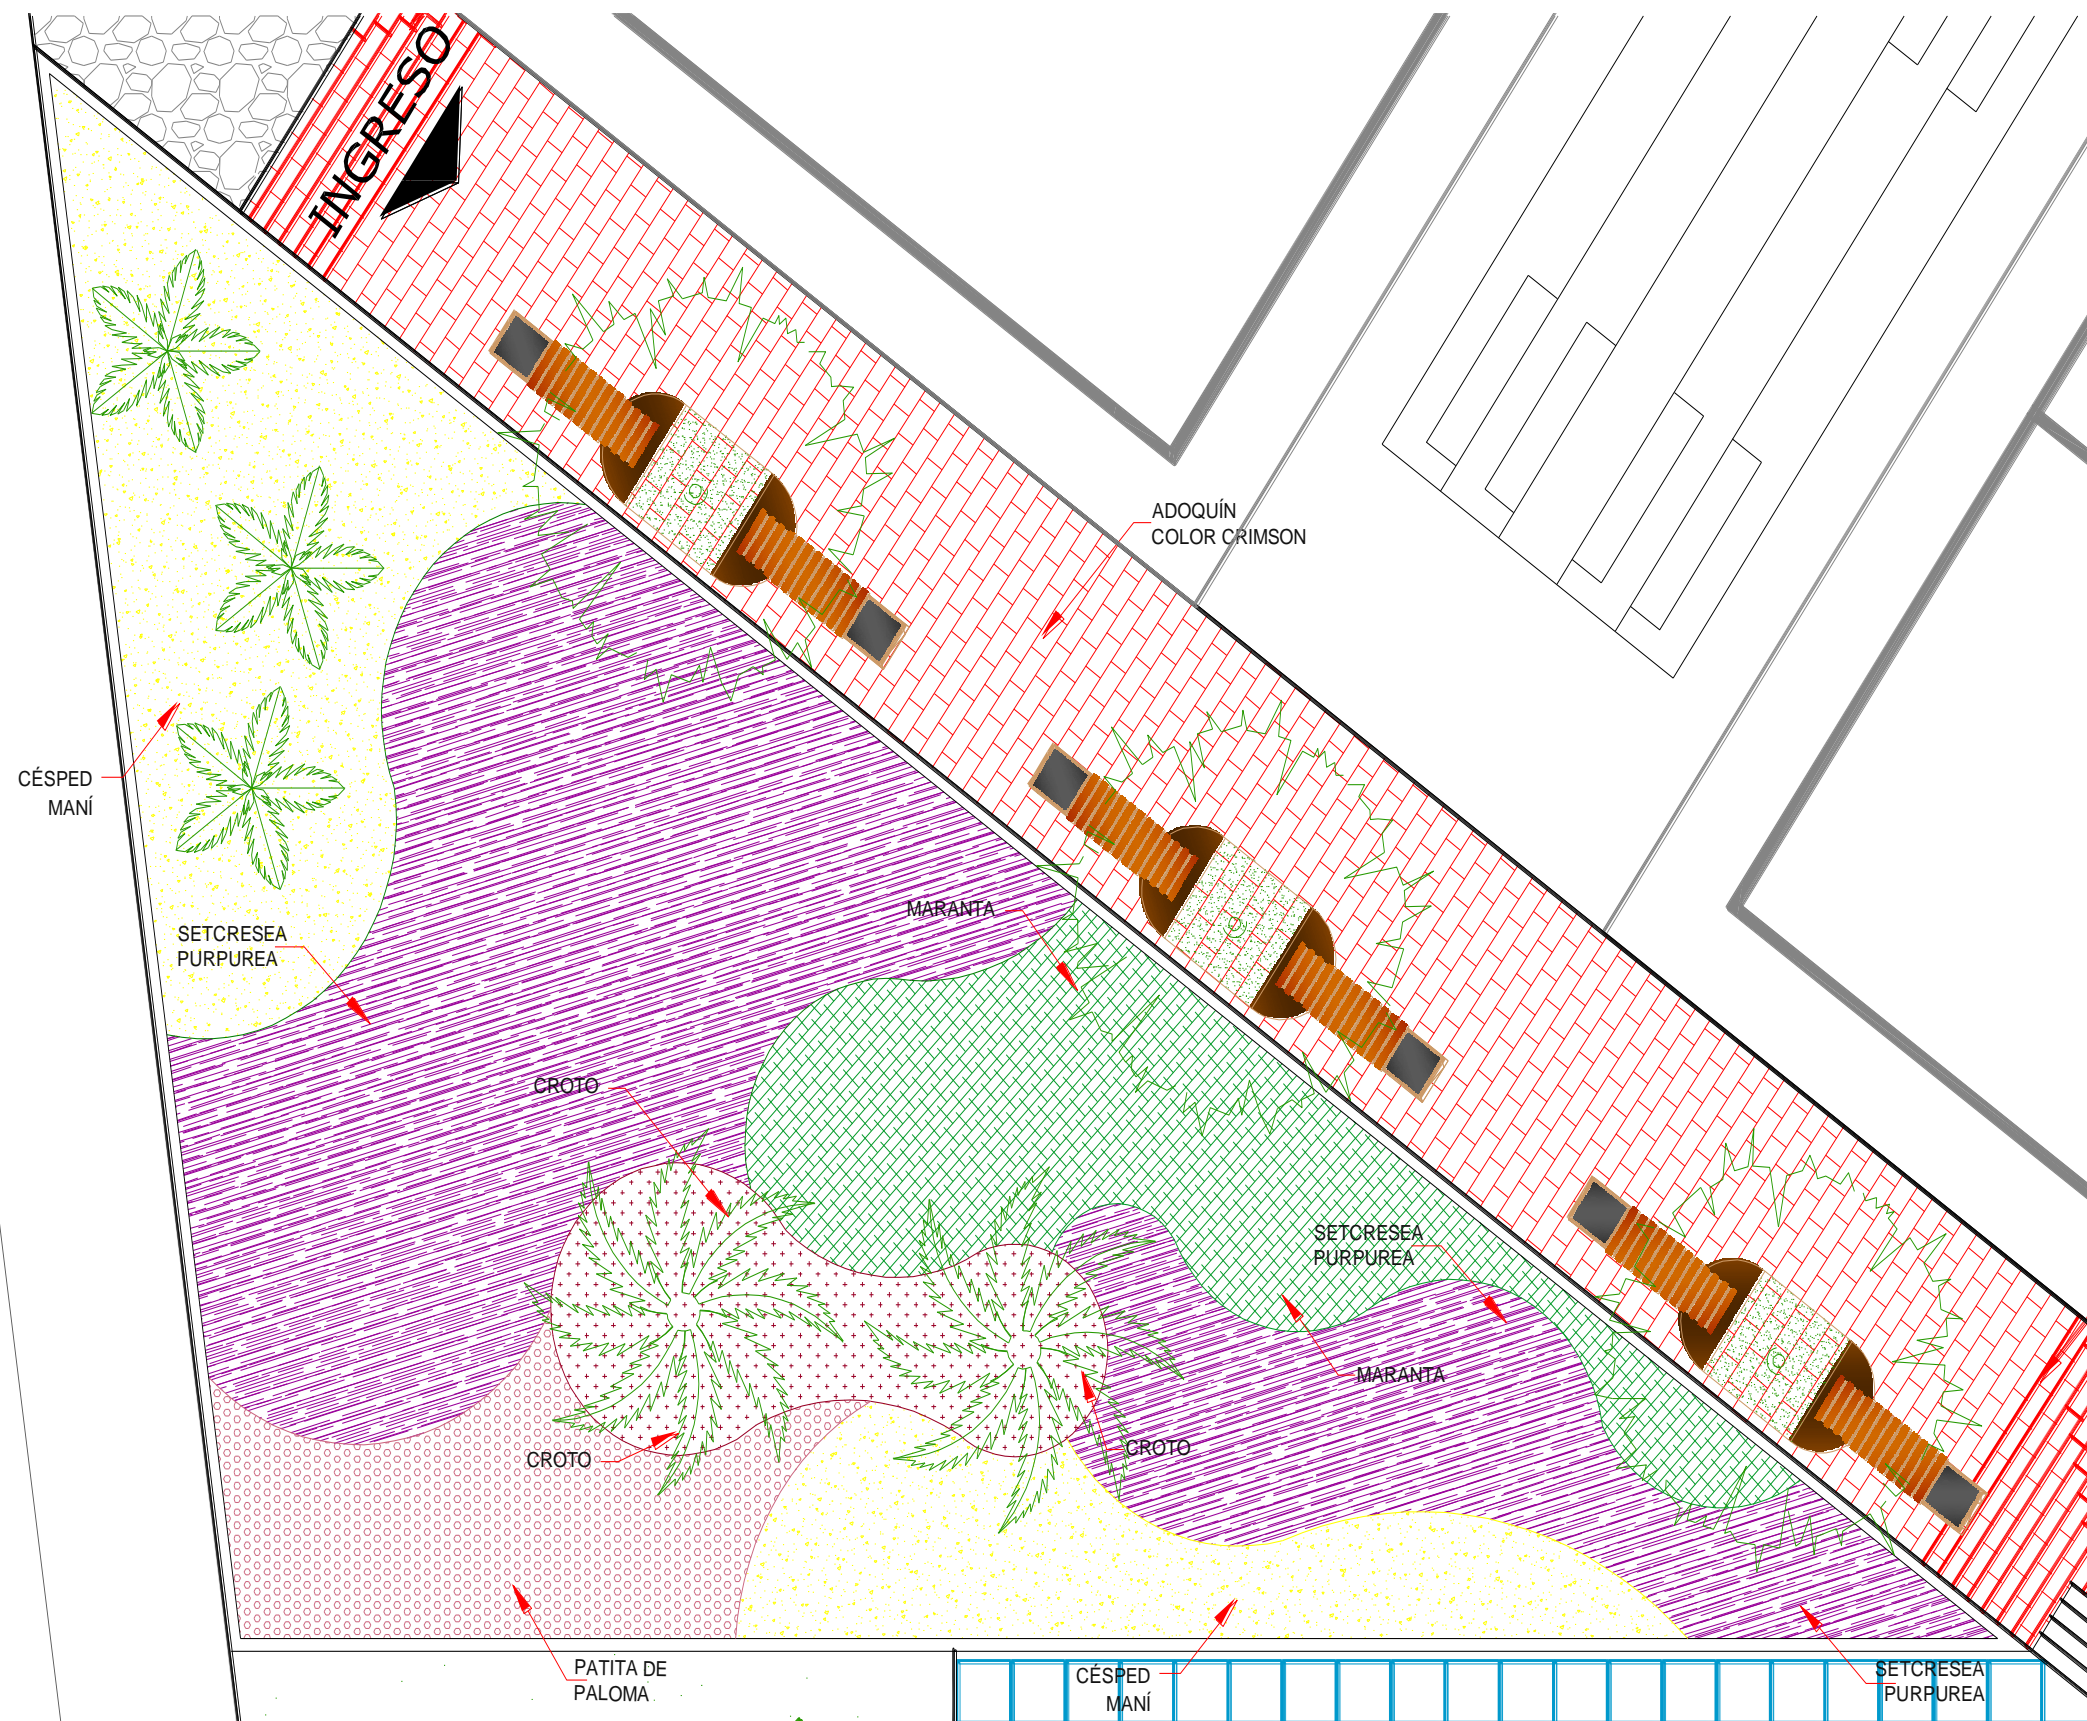 INGRESO
ADOQUÍN
COLOR CRIMSON
CÉSPED
MANÍ
MARANTA
SETCRESEA
PURPUREA
CROTO
SETCRESEA
PURPUREA
MARANTA
CROTO
CROTO
PATITA DE
PALOMA
CÉSPED
MANÍ
SETCRESEA
PURPUREA